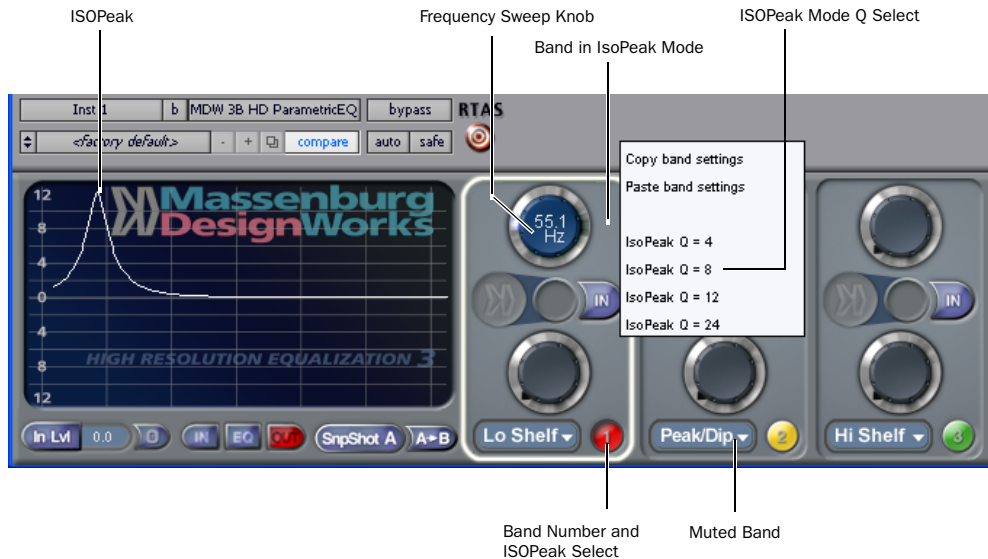 ISOPeak
Frequency Sweep Knob
ISOPeak Mode Q Select
Band in IsoPeak Mode
Inst 1
b
MDW 3B HD ParametricEQ
bypass
RTAS
<factory default>
-
+
compare
auto
safe
12
8
4
0
4
8
12
Massenburg
DesignWorks
HIGH RESOLUTION EQUALIZATION 3
In Lvl
0.0
IN
EQ
OUT
SnpShot A
A▸B
55.1
Hz
IN
Lo Shelf
1
Copy band settings
Paste band settings
IsoPeak Q = 4
IsoPeak Q = 8
IsoPeak Q = 12
IsoPeak Q = 24
Peak/Dip
2
IN
Hi Shelf
3
Band Number and
ISOPeak Select
Muted Band